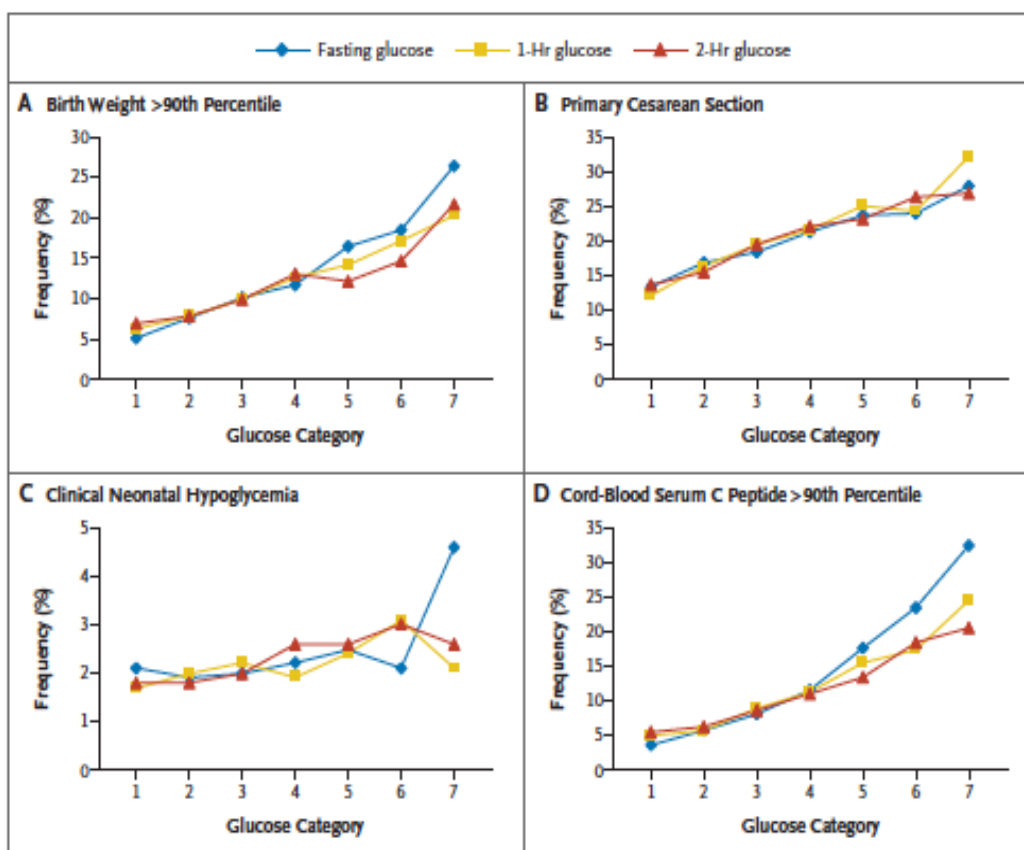 Fasting glucose 1-Hr glucose 2-Hr glucose
A Birth Weight >90th Percentile
30
25
20
15
10
5
0
Frequency (%)
1 2 3 4 5 6 7
Glucose Category
B Primary Cesarean Section
35
30
25
20
15
10
5
0
Frequency (%)
1 2 3 4 5 6 7
Glucose Category
C Clinical Neonatal Hypoglycemia
5
4
3
2
1
0
Frequency (%)
1 2 3 4 5 6 7
Glucose Category
D Cord-Blood Serum C Peptide >90th Percentile
35
30
25
20
15
10
5
0
Frequency (%)
1 2 3 4 5 6 7
Glucose Category